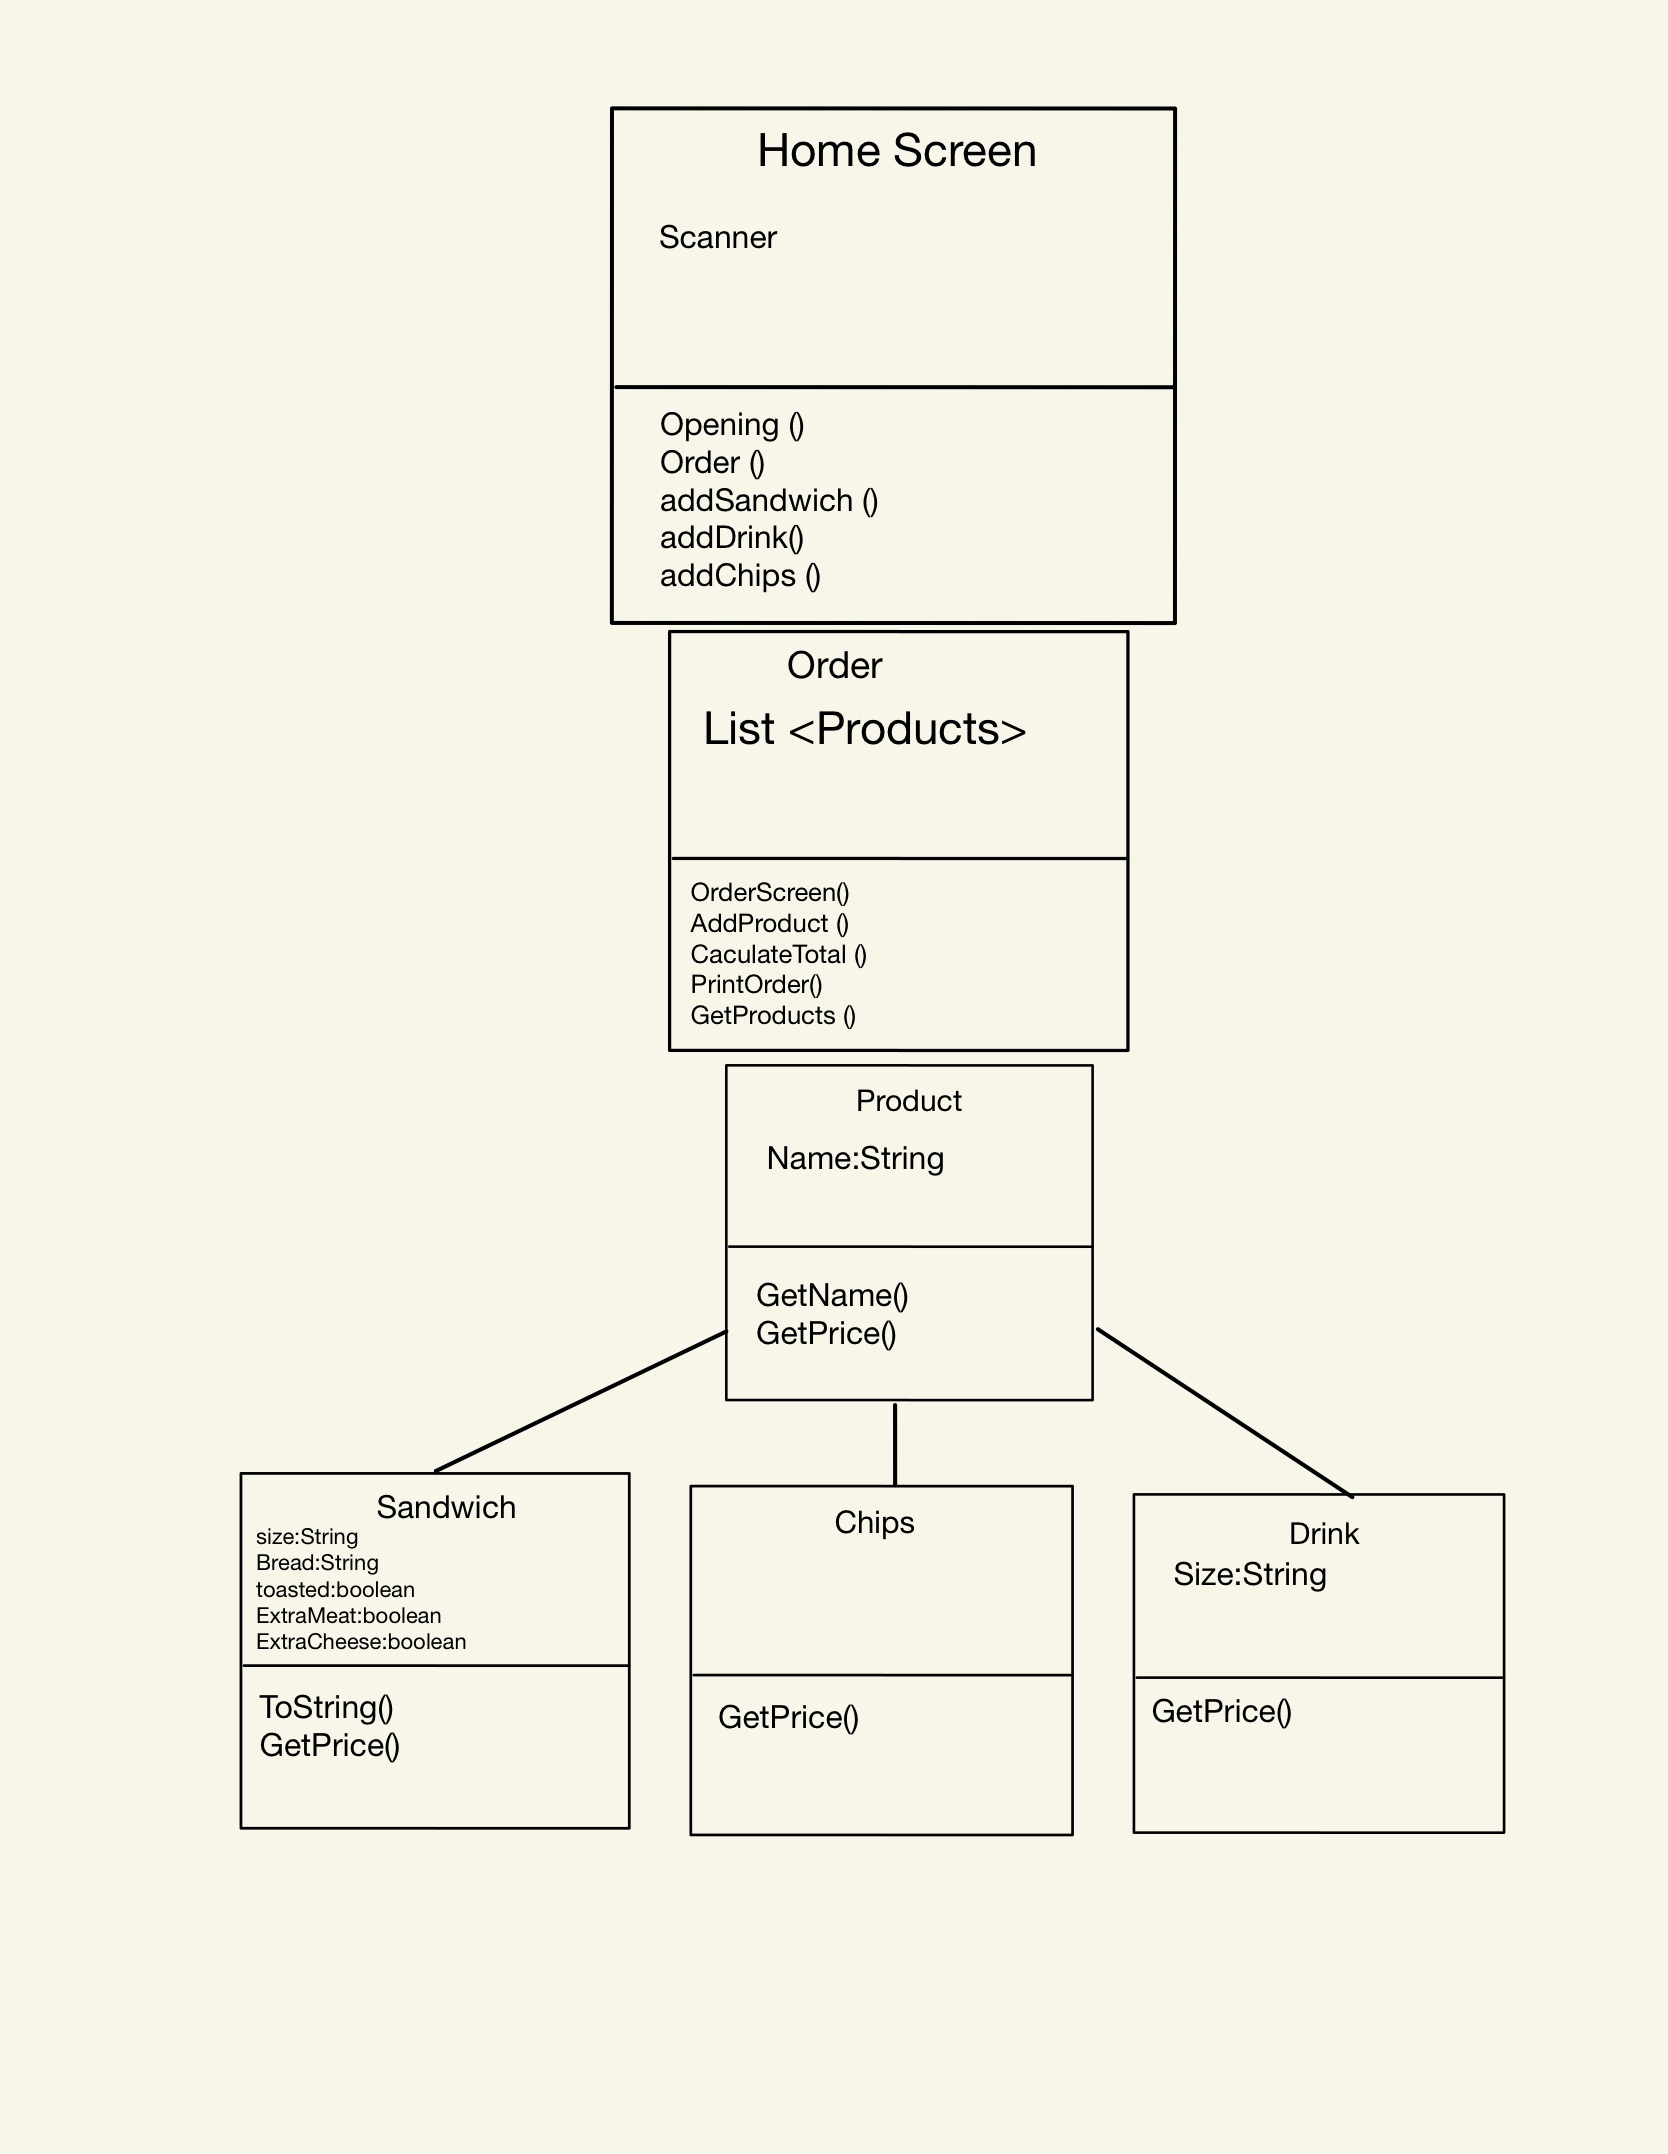 Home Screen
Scanner
Opening ()
Order ()
addSandwich ()
addDrink()
addChips ()
Order
List <Products>
OrderScreen()
AddProduct ()
CaculateTotal ()
PrintOrder()
GetProducts ()
Product
Name:String
GetName()
GetPrice()
Sandwich
size:String
Bread:String
toasted:boolean
ExtraMeat:boolean
ExtraCheese:boolean
ToString()
GetPrice()
Chips
GetPrice()
Drink
Size:String
GetPrice()